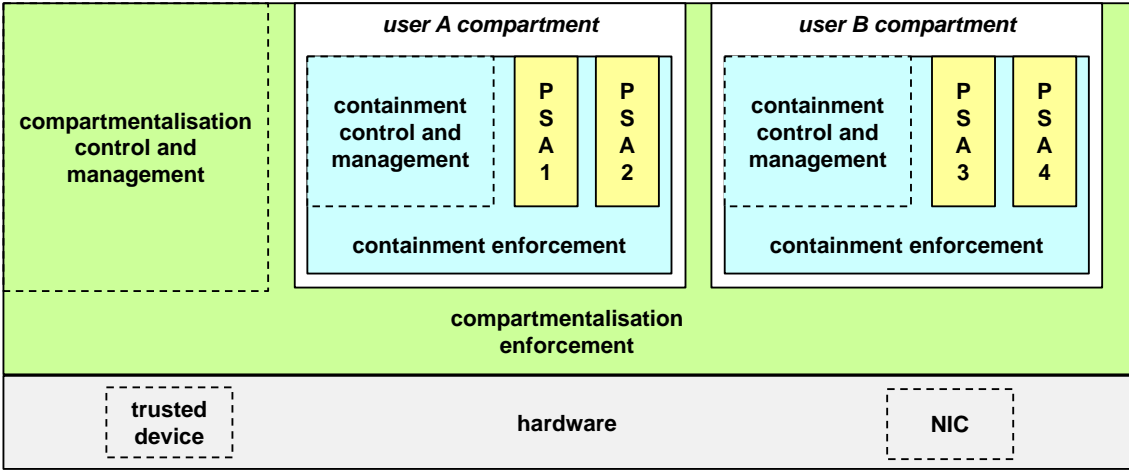 user A compartment
user B compartment
compartmentalisation
control and
management
containment
control and
management
P
S
A
1
P
S
A
2
containment enforcement
containment
control and
management
P
S
A
3
P
S
A
4
containment enforcement
compartmentalisation
enforcement
trusted
device
hardware
NIC